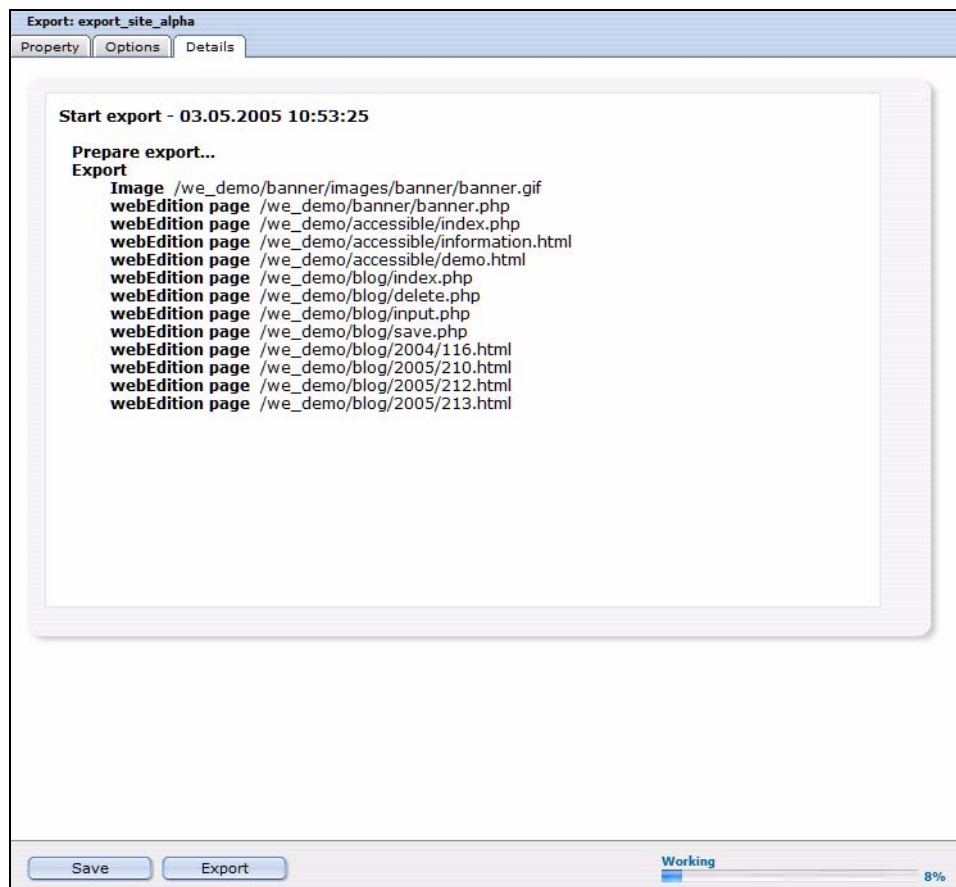 Export: export_site_alpha
Property Options Details
Start export - 03.05.2005 10:53:25
Prepare export...
Export
Image /we_demo/banner/images/banner/banner.gif
webEdition page /we_demo/banner/banner.php
webEdition page /we_demo/accessible/index.php
webEdition page /we_demo/accessible/information.html
webEdition page /we_demo/accessible/demo.html
webEdition page /we_demo/blog/index.php
webEdition page /we_demo/blog/delete.php
webEdition page /we_demo/blog/input.php
webEdition page /we_demo/blog/save.php
webEdition page /we_demo/blog/2004/116.html
webEdition page /we_demo/blog/2005/210.html
webEdition page /we_demo/blog/2005/212.html
webEdition page /we_demo/blog/2005/213.html
Save Export Working
8%